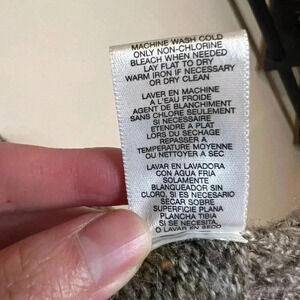 MACHINE WASH COLD
ONLY NON-CHLORINE
BLEACH WHEN NEEDED
LAY FLAT TO DRY
WARM IRON IF NECESSARY
OR DRY CLEAN
LAVER EN MACHINE
A L'EAU FROIDE
AGENT DE BLANCHIMENT
SANS CHLORE SEULEMENT
SI NECESSAIRE
ETENDRE A PLAT
LORS DU SECHAGE
REPASSER A
TEMPERATURE MOYENNE
OU NETTOYER A SEC
LAVAR EN LAVADORA
CON AGUA FRIA
SOLAMENTE
BLANQUEADOR SIN
CLORO, SI ES NECESARIO
SECAR SOBRE
SUPERFICIE PLANA
PLANCHA TIBIA
SI SE NECESITA
O LAVAR EN SECO